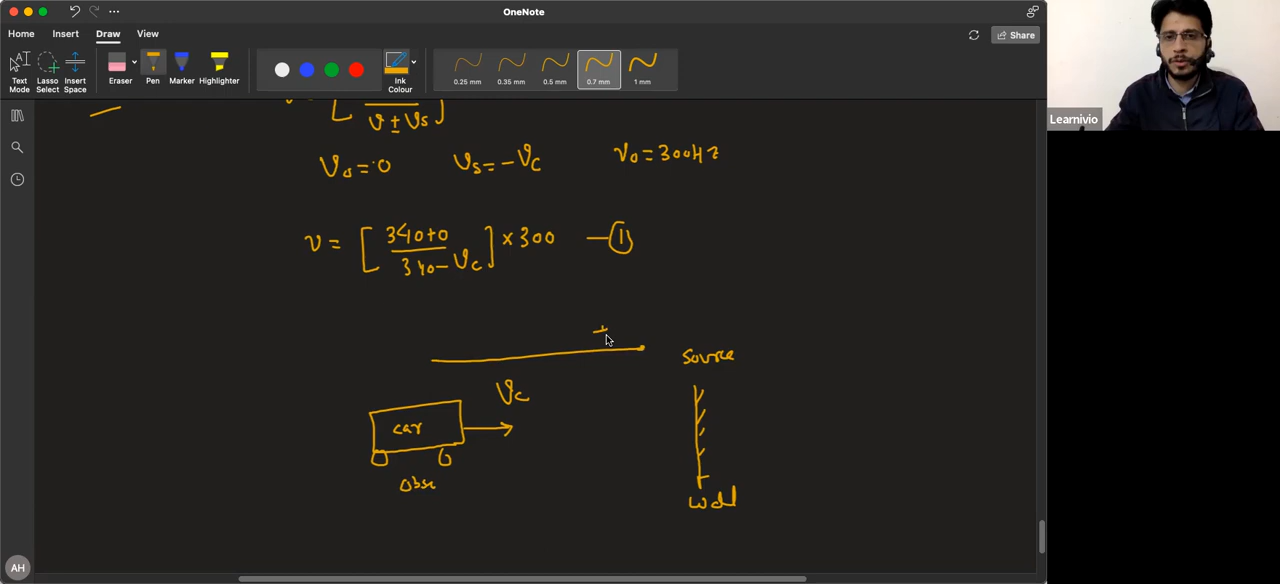 OneNote
Home Insert Draw View
Share
Text Mode
Lasso Select
Insert Space
Eraser
Pen
Marker
Highlighter
Ink Colour
0.25 mm
0.35 mm
0.5 mm
0.7 mm
1 mm
Learnivio
v ± Vs
V₀ = 0 Vs = -Vc ν₀ = 300Hz
ν = [340+0 / 340-Vc] × 300 — ①
+
source
Vc
car
obse
wall
AH